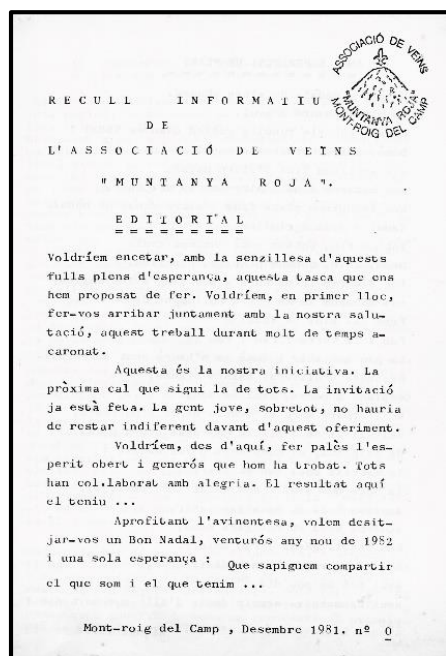 ASSOCIACIÓ DE VEINS
"MUNTANYA ROJA"
MONT-ROIG DEL CAMP
RECULL INFORMATIU
DE
L'ASSOCIACIÓ DE VEINS
"MUNTANYA ROJA".
EDITORIAL
Voldríem encetar, amb la senzillesa d'aquests
fulls plens d'esperança, aquesta tasca que ens
hem proposat de fer. Voldríem, en primer lloc,
fer-vos arribar juntament amb la nostra salu-
tació, aquest treball durant molt de temps a-
caronat.
Aquesta és la nostra iniciativa. La
pròxima cal que sigui la de tots. La invitació
ja està feta. La gent jove, sobretot, no hauria
de restar indiferent davant d'aquest oferiment.
Voldríem, des d'aquí, fer palès l'es-
perit obert i generós que hom ha trobat. Tots
han col.laborat amb alegria. El resultat aquí
el teniu ...
Aprofitant l'avinentesa, volem desit-
jar-vos un Bon Nadal, venturós any nou de 1982
i una sola esperança :
Que sapiguem compartir
el que som i el que tenim ...
Mont-roig del Camp , Desembre 1981. nº 0